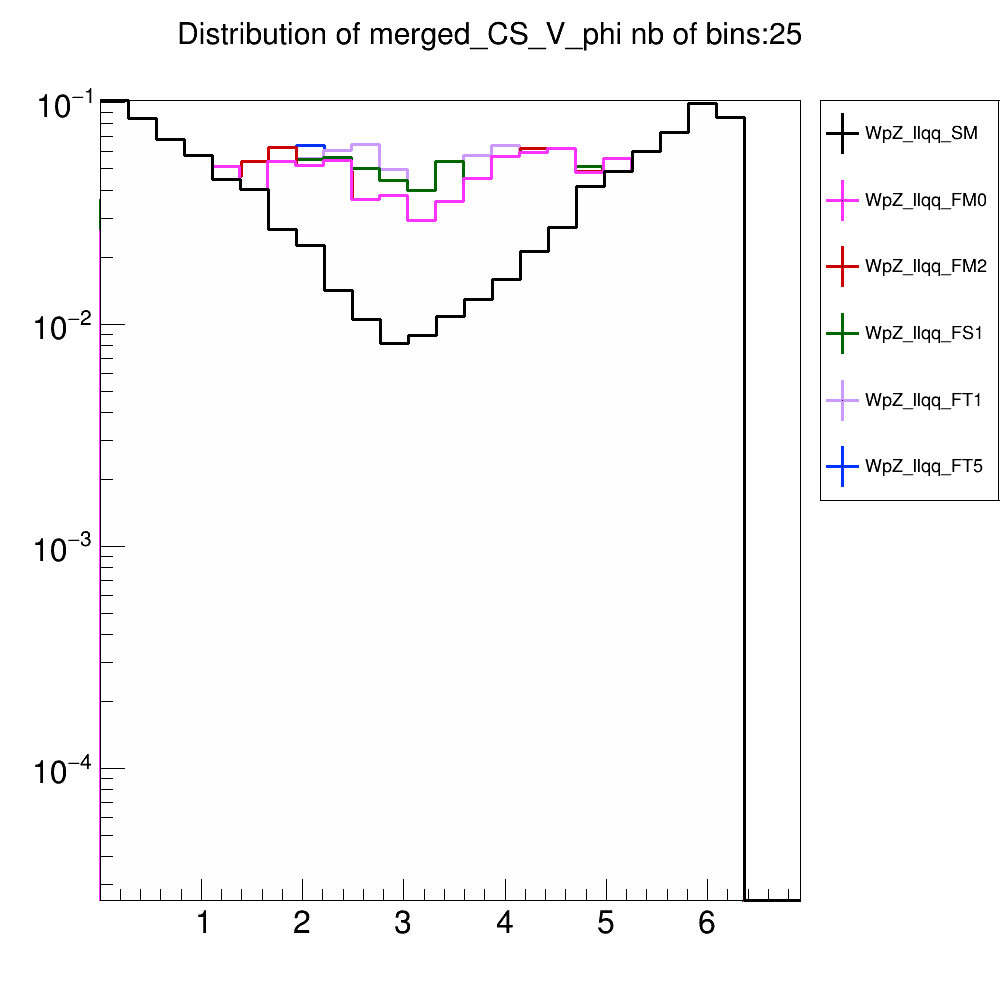 Distribution of merged_CS_V_phi nb of bins:25
10⁻¹
10⁻²
10⁻³
10⁻⁴
1 2 3 4 5 6
WpZ_llqq_SM
WpZ_llqq_FM0
WpZ_llqq_FM2
WpZ_llqq_FS1
WpZ_llqq_FT1
WpZ_llqq_FT5